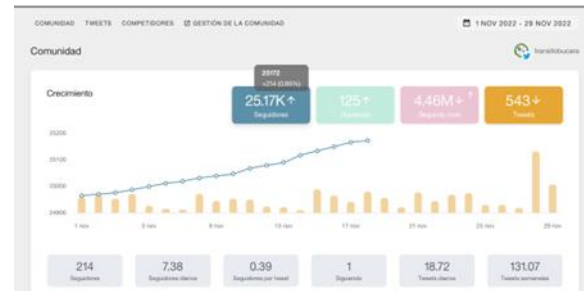 COMUNIDAD TWEETS COMPETIDORES GESTIÓN DE LA COMUNIDAD
1 NOV 2022 - 29 NOV 2022
Comunidad
transitobucara
Crecimiento
25172
+214 (0.86%)
25.17K
Seguidores
125
Siguiendo
4.46M
543
Tweets
25200
25100
25000
24900
1 nov 5 nov 9 nov 13 nov 17 nov 21 nov 25 nov 29 nov
214 7.38 0.39 1 18.72 131.07
Seguidores Seguidores diarios Seguidores por tweet Siguiendo Tweets diarios Tweets semanales